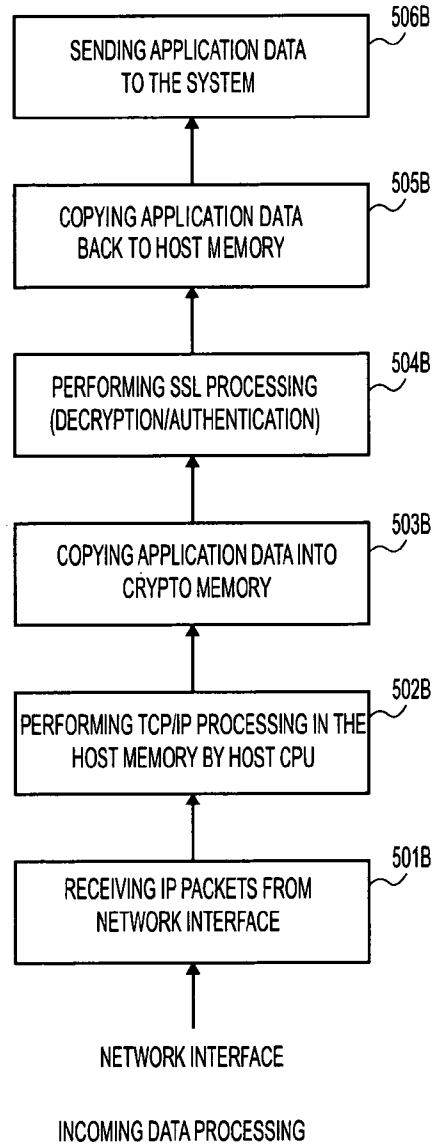 506B
SENDING APPLICATION DATA
TO THE SYSTEM
505B
COPYING APPLICATION DATA
BACK TO HOST MEMORY
504B
PERFORMING SSL PROCESSING
(DECRYPTION/AUTHENTICATION)
503B
COPYING APPLICATION DATA INTO
CRYPTO MEMORY
502B
PERFORMING TCP/IP PROCESSING IN THE
HOST MEMORY BY HOST CPU
501B
RECEIVING IP PACKETS FROM
NETWORK INTERFACE
NETWORK INTERFACE
INCOMING DATA PROCESSING